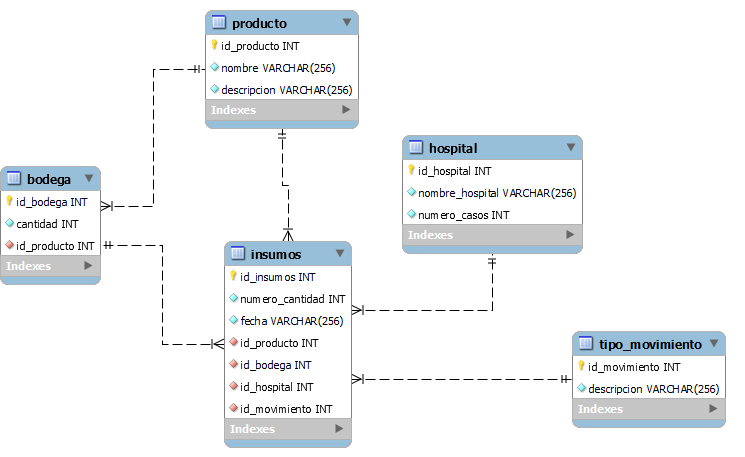 producto
id_producto INT
nombre VARCHAR(256)
descripcion VARCHAR(256)
Indexes
bodega
id_bodega INT
cantidad INT
id_producto INT
Indexes
hospital
id_hospital INT
nombre_hospital VARCHAR(256)
numero_casos INT
Indexes
insumos
id_insumos INT
numero_cantidad INT
fecha VARCHAR(256)
id_producto INT
id_bodega INT
id_hospital INT
id_movimiento INT
Indexes
tipo_movimiento
id_movimiento INT
descripcion VARCHAR(256)
Indexes